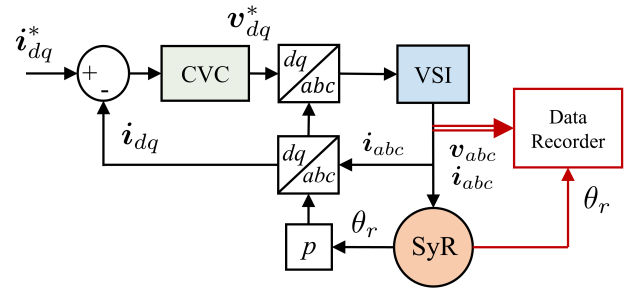 i*dq
+
-
CVC
v*dq
dq
abc
VSI
Data
Recorder
idq
dq
abc
iabc
vabc
iabc
θr
p
θr
SyR